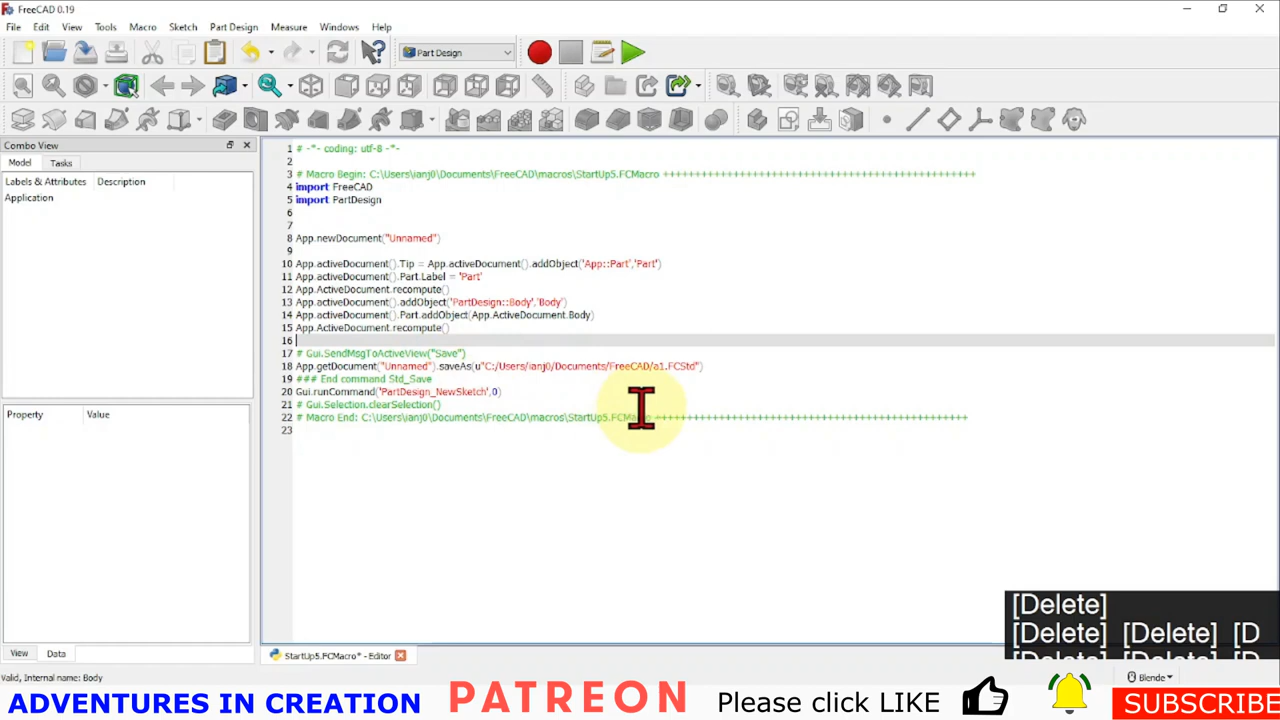 FreeCAD 0.19
File Edit View Tools Macro Sketch Part Design Measure Windows Help
Part Design
Combo View
Model Tasks
Labels & Attributes Description
Application
Property Value
View Data
1 # -*- coding: utf-8 -*-
2
3 # Macro Begin: C:\Users\ianj0\Documents\FreeCAD\macros\StartUp5.FCMacro +++++++++++++++++++++++++++++++++++++++++++++++++
4 import FreeCAD
5 import PartDesign
6
7
8 App.newDocument("Unnamed")
9
10 App.activeDocument().Tip = App.activeDocument().addObject('App::Part','Part')
11 App.activeDocument().Part.Label = 'Part'
12 App.ActiveDocument.recompute()
13 App.activeDocument().addObject('PartDesign::Body','Body')
14 App.activeDocument().Part.addObject(App.ActiveDocument.Body)
15 App.ActiveDocument.recompute()
16
17 # Gui.SendMsgToActiveView("Save")
18 App.getDocument("Unnamed").saveAs(u"C:/Users/ianj0/Documents/FreeCAD/a1.FCStd")
19 ### End command Std_Save
20 Gui.runCommand('PartDesign_NewSketch',0)
21 # Gui.Selection.clearSelection()
22 # Macro End: C:\Users\ianj0\Documents\FreeCAD\macros\StartUp5.FCMacro +++++++++++++++++++++++++++++++++++++++++++++++++
23
StartUp5.FCMacro* - Editor
[Delete]
[Delete] [Delete] [D
Valid, Internal name: Body
Blende
ADVENTURES IN CREATION PATREON Please click LIKE SUBSCRIBE